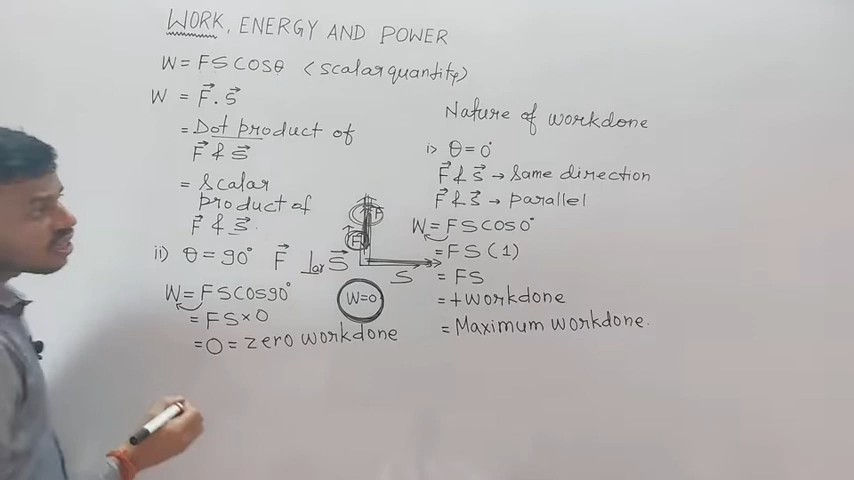 WORK, ENERGY AND POWER
W = FS COSθ (scalar quantity)
W = F⃗.S⃗
= Dot product of
F⃗ & S⃗
= Scalar
product of
F⃗ & S⃗.
Nature of workdone
i) θ = 0°
F⃗ & S⃗ → Same direction
F⃗ & S⃗ → parallel
W = FS COS 0°
= FS (1)
= FS
= + workdone
= Maximum workdone.
ii) θ = 90° F⃗ ⊥ar S⃗
W = FS COS 90°
= FS × 0
= 0 = zero workdone
F
F
S
W=0